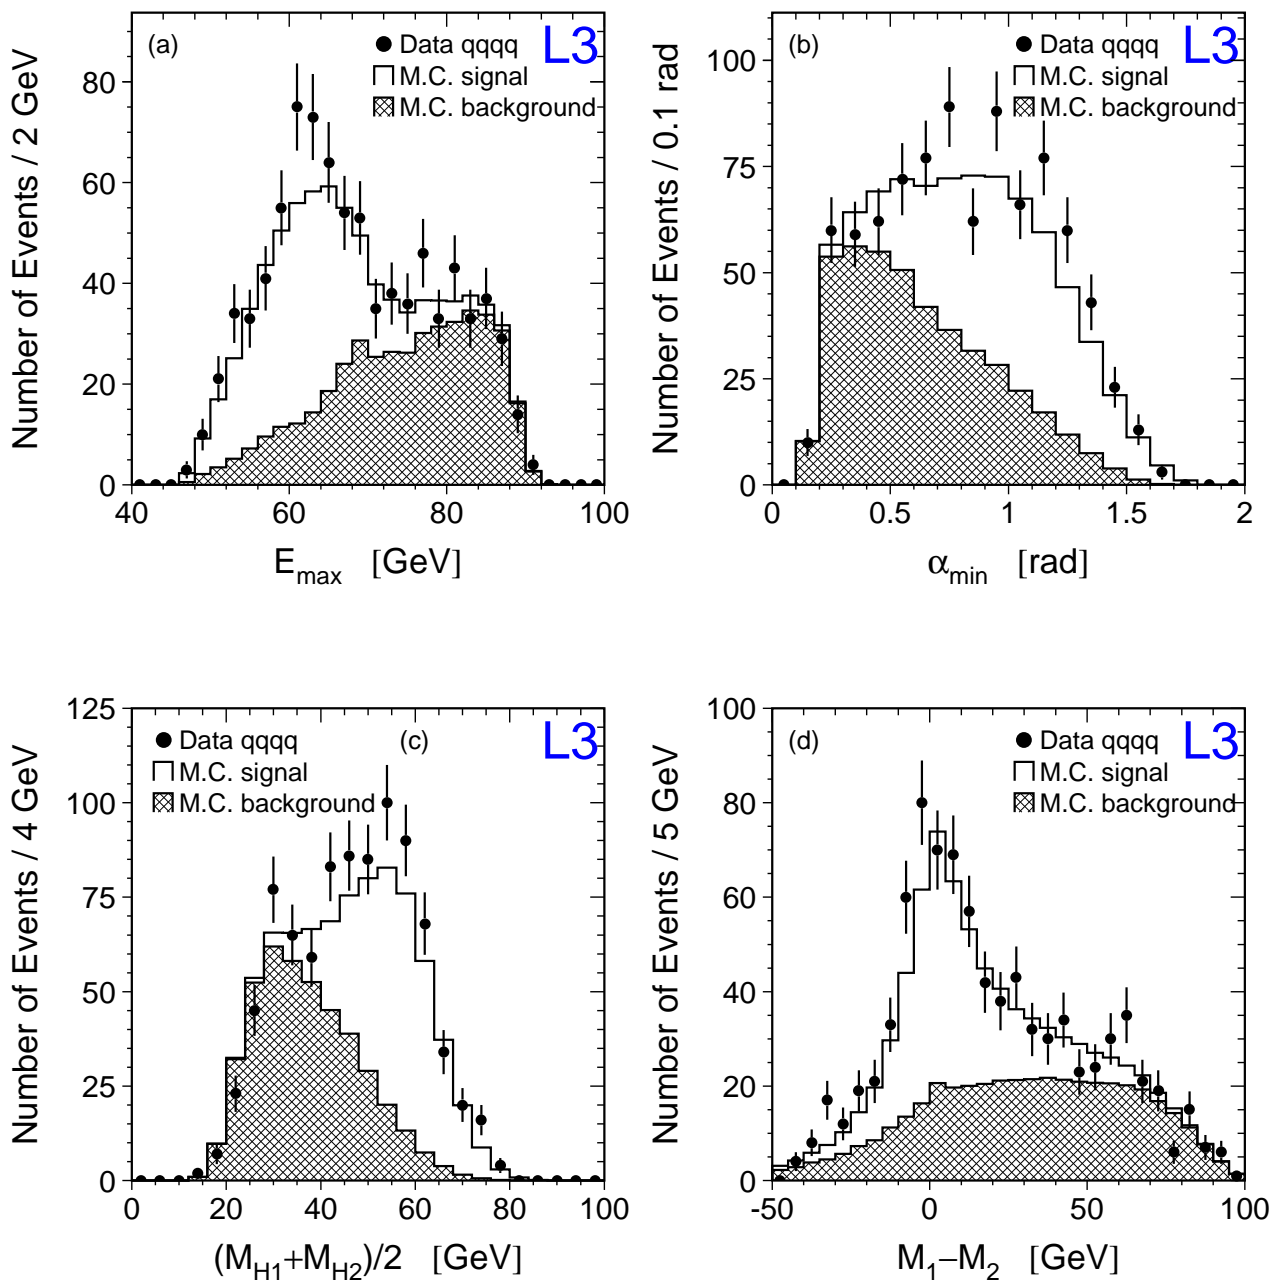 (a)
Data qqqq
M.C. signal
M.C. background
L3
Number of Events / 2 GeV
0
20
40
60
80
40
60
80
100
E_max [GeV]
(b)
Data qqqq
M.C. signal
M.C. background
L3
Number of Events / 0.1 rad
0
25
50
75
100
0
0.5
1
1.5
2
α_min [rad]
(c)
Data qqqq
M.C. signal
M.C. background
L3
Number of Events / 4 GeV
0
25
50
75
100
125
0
20
40
60
80
100
(M_H1+M_H2)/2 [GeV]
(d)
Data qqqq
M.C. signal
M.C. background
L3
Number of Events / 5 GeV
0
20
40
60
80
100
-50
0
50
100
M_1−M_2 [GeV]